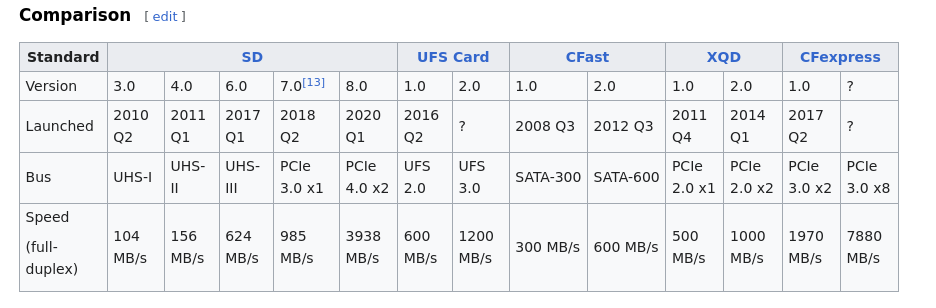 Comparison [ edit ]
Standard SD UFS Card CFast XQD CFexpress
Version 3.0 4.0 6.0 7.0[13] 8.0 1.0 2.0 1.0 2.0 1.0 2.0 1.0 ?
Launched 2010 Q2 2011 Q1 2017 Q1 2018 Q2 2020 Q1 2016 Q2 ? 2008 Q3 2012 Q3 2011 Q4 2014 Q1 2017 Q2 ?
Bus UHS-I UHS-II UHS-III PCIe 3.0 x1 PCIe 4.0 x2 UFS 2.0 UFS 3.0 SATA-300 SATA-600 PCIe 2.0 x1 PCIe 2.0 x2 PCIe 3.0 x2 PCIe 3.0 x8
Speed (full-duplex) 104 MB/s 156 MB/s 624 MB/s 985 MB/s 3938 MB/s 600 MB/s 1200 MB/s 300 MB/s 600 MB/s 500 MB/s 1000 MB/s 1970 MB/s 7880 MB/s